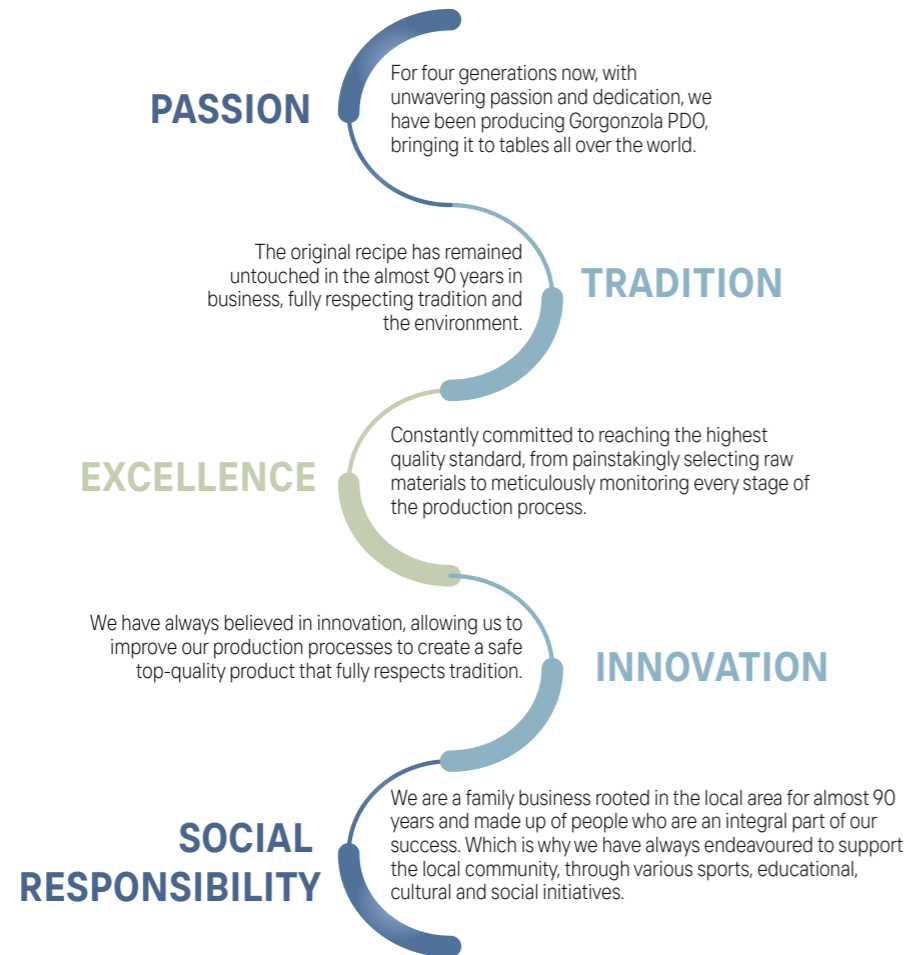 PASSION
For four generations now, with
unwavering passion and dedication, we
have been producing Gorgonzola PDO,
bringing it to tables all over the world.
The original recipe has remained
untouched in the almost 90 years in
business, fully respecting tradition and
the environment.
TRADITION
EXCELLENCE
Constantly committed to reaching the highest
quality standard, from painstakingly selecting raw
materials to meticulously monitoring every stage of
the production process.
We have always believed in innovation, allowing us to
improve our production processes to create a safe
top-quality product that fully respects tradition.
INNOVATION
SOCIAL
RESPONSIBILITY
We are a family business rooted in the local area for almost 90
years and made up of people who are an integral part of our
success. Which is why we have always endeavoured to support
the local community, through various sports, educational,
cultural and social initiatives.